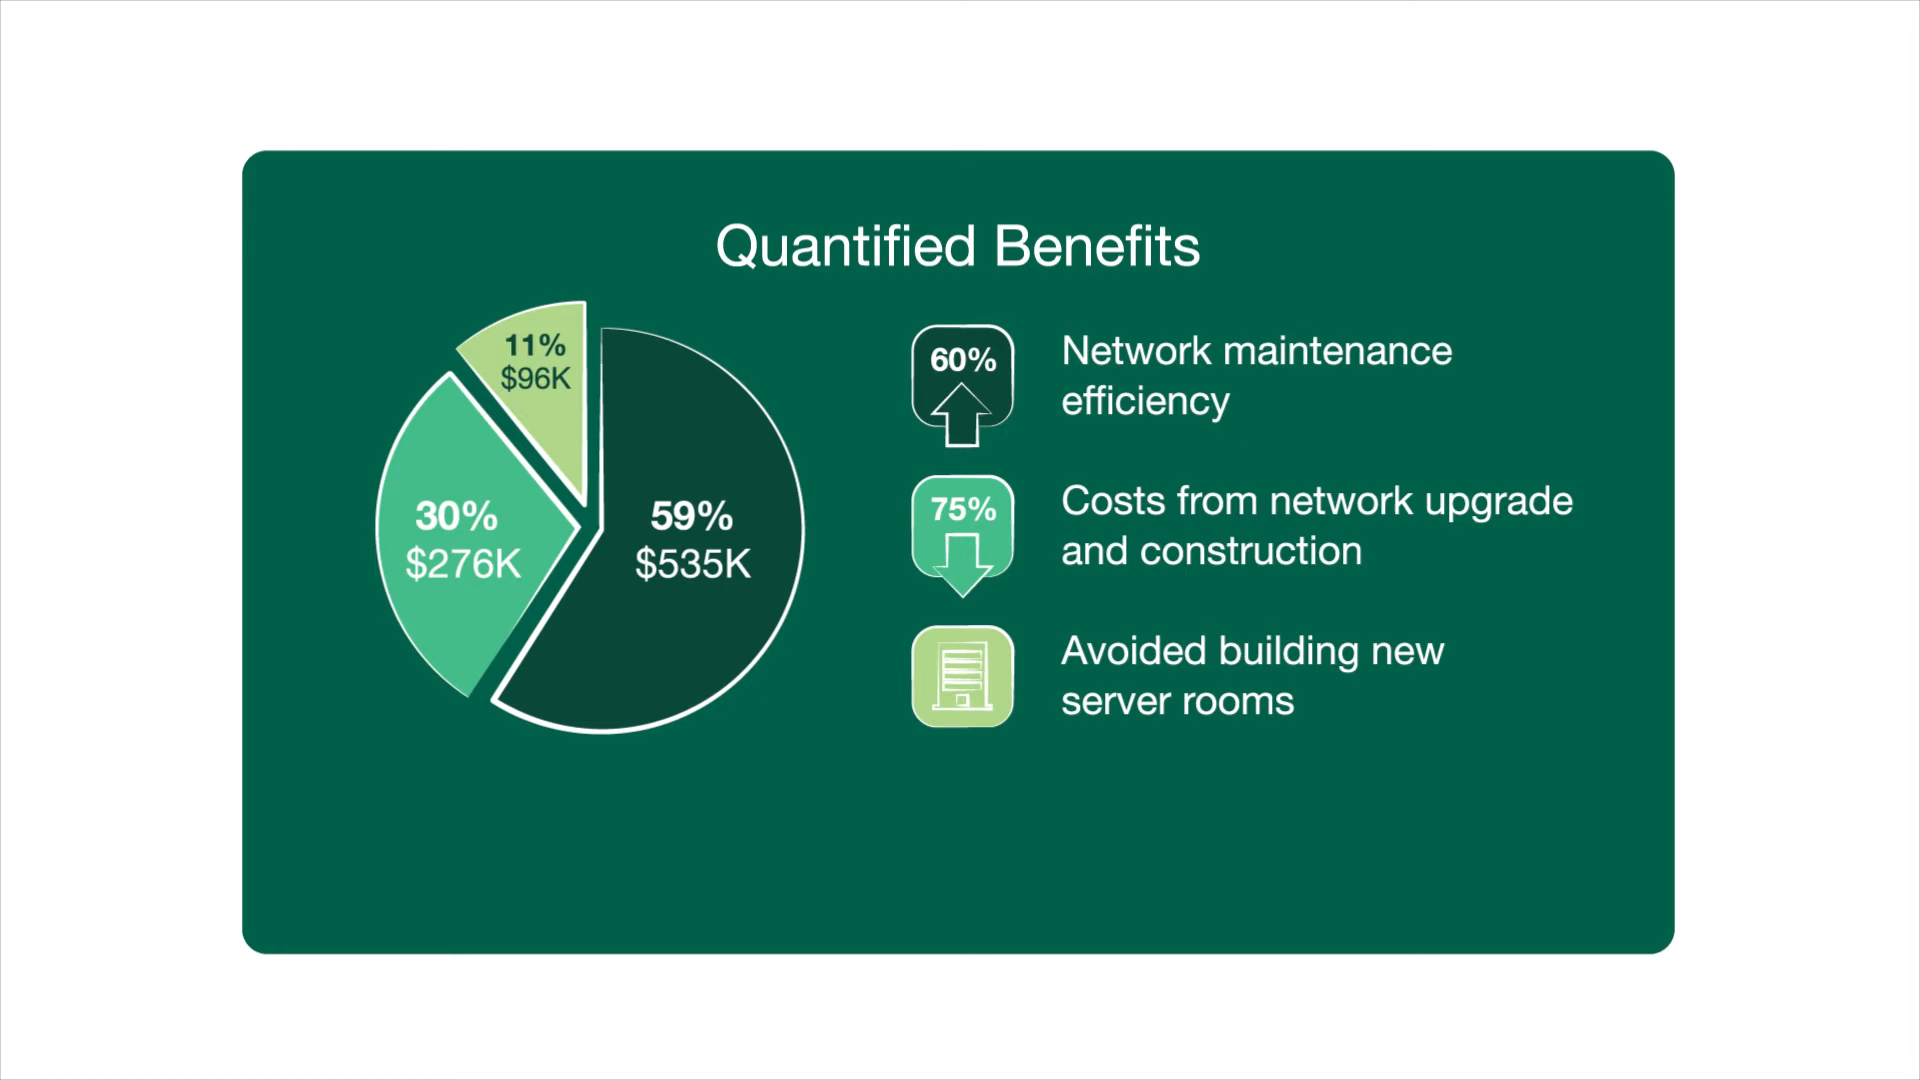 Quantified Benefits
11%
$96K
30%
$276K
59%
$535K
60%
Network maintenance
efficiency
75%
Costs from network upgrade
and construction
Avoided building new
server rooms